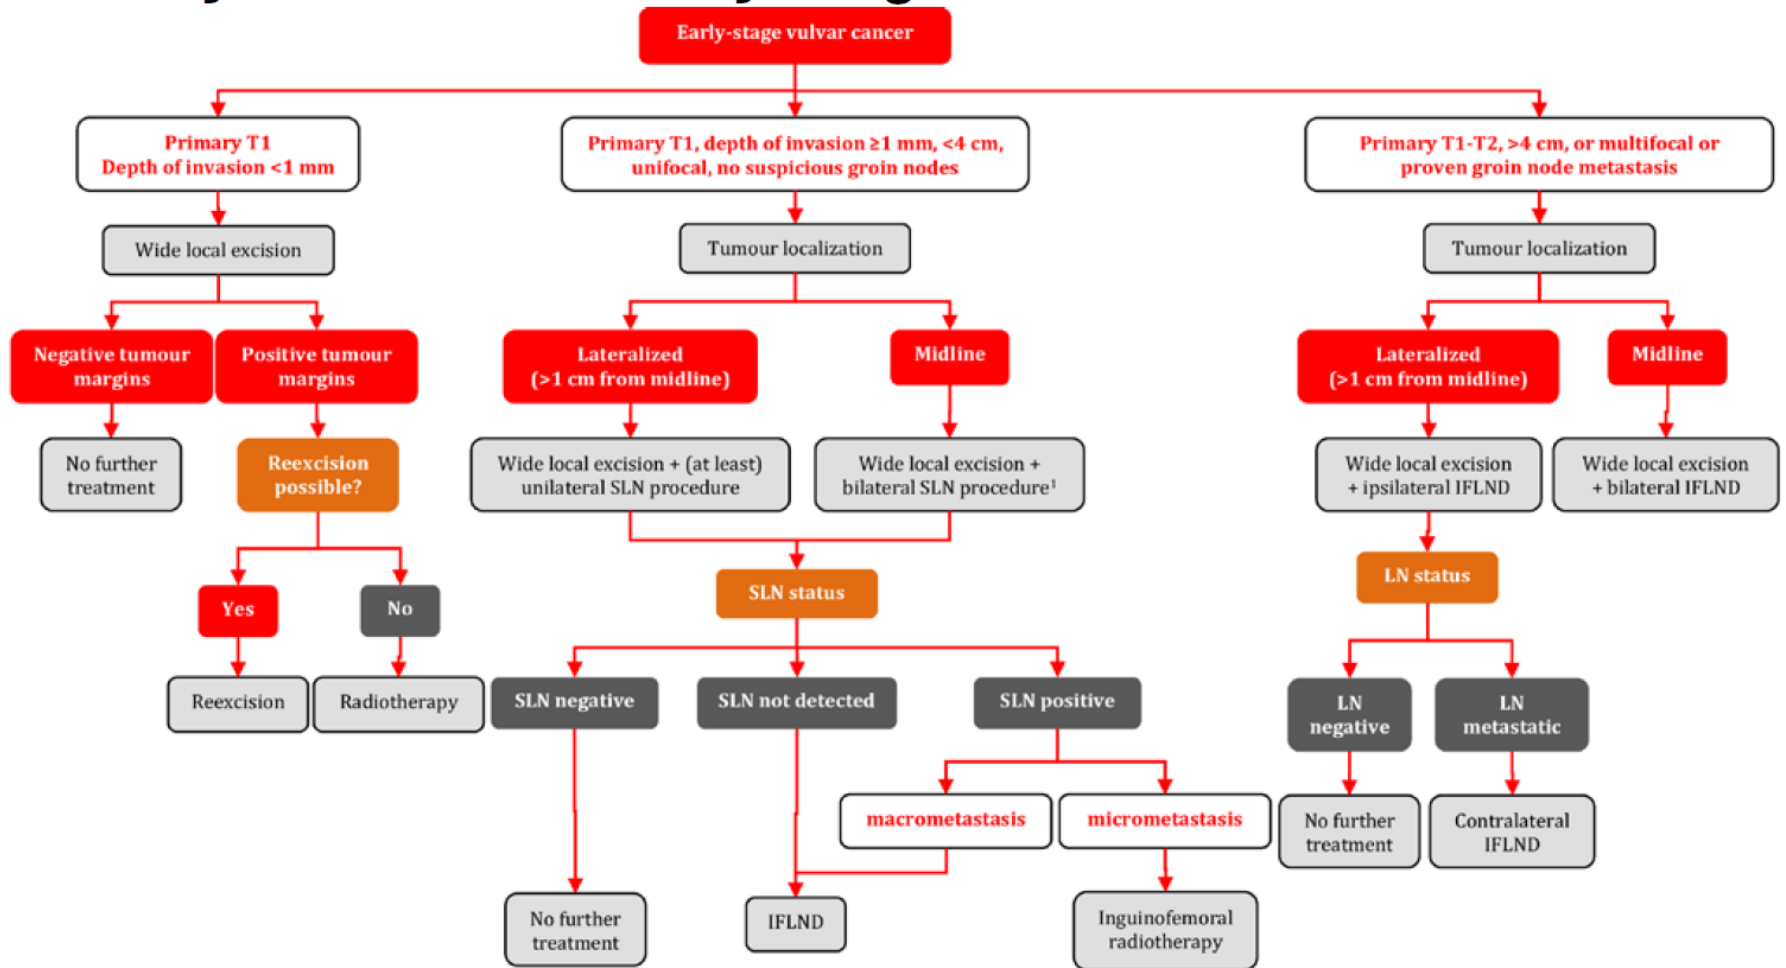 Early-stage vulvar cancer
Primary T1
Depth of invasion <1 mm
Primary T1, depth of invasion ≥1 mm, <4 cm,
unifocal, no suspicious groin nodes
Primary T1-T2, >4 cm, or multifocal or
proven groin node metastasis
Wide local excision
Tumour localization
Tumour localization
Negative tumour
margins
Positive tumour
margins
Lateralized
(>1 cm from midline)
Midline
Lateralized
(>1 cm from midline)
Midline
No further
treatment
Reexcision
possible?
Wide local excision + (at least)
unilateral SLN procedure
Wide local excision +
bilateral SLN procedure¹
Wide local excision
+ ipsilateral IFLND
Wide local excision
+ bilateral IFLND
Yes
No
SLN status
LN status
Reexcision
Radiotherapy
SLN negative
SLN not detected
SLN positive
LN
negative
LN
metastatic
macrometastasis
micrometastasis
No further
treatment
Contralateral
IFLND
No further
treatment
IFLND
Inguinofemoral
radiotherapy